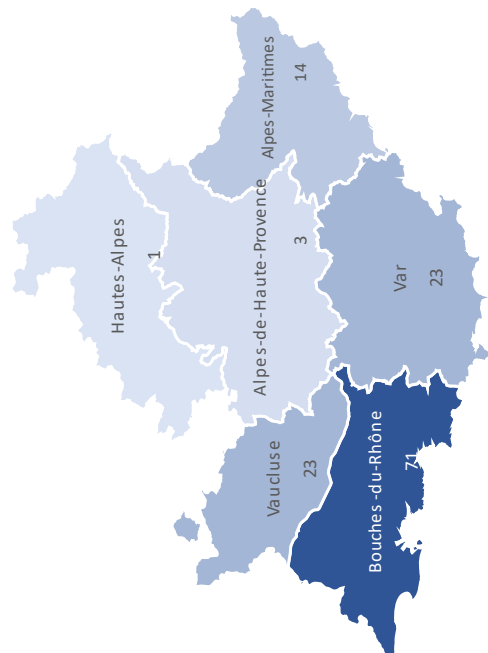 Hautes-Alpes
1
Alpes-de-Haute-Provence
3
Alpes-Maritimes
14
Vaucluse
23
Var
23
Bouches-du-Rhône
71